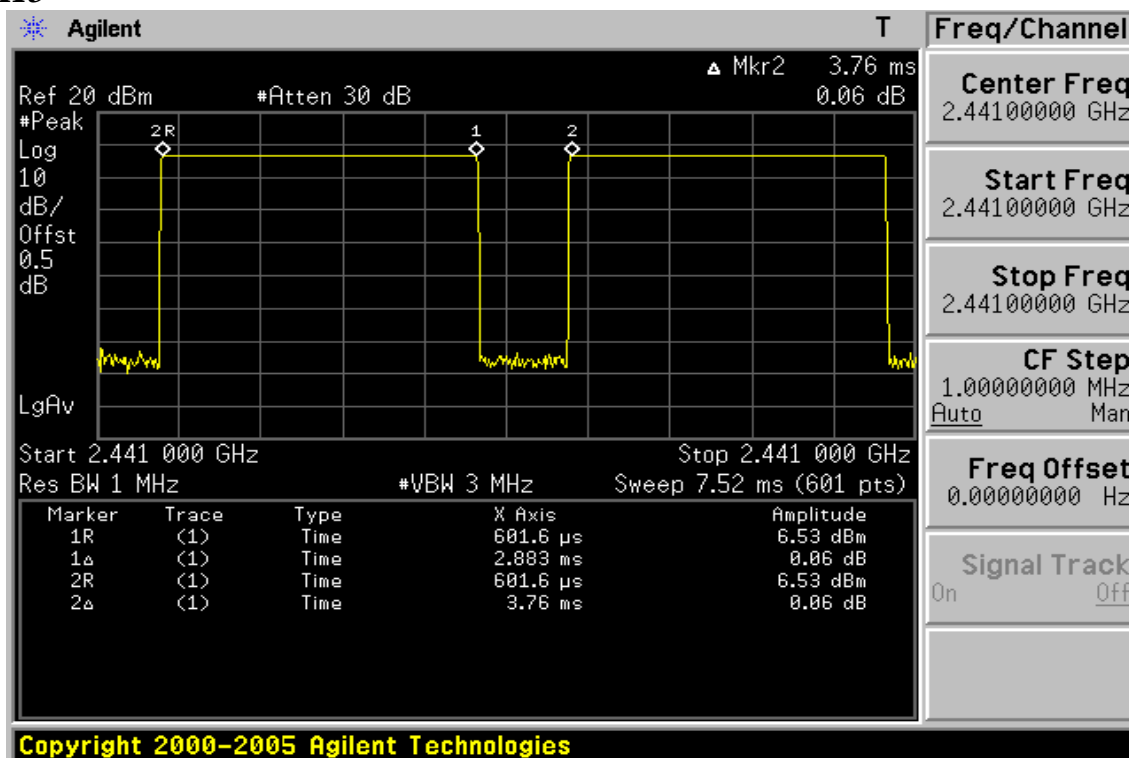 Agilent T Freq/Channel
Δ Mkr2 3.76 ms
Ref 20 dBm #Atten 30 dB 0.06 dB
#Peak
Log
10
dB/
Offst
0.5
dB
LgAv
2R 1 2
Start 2.441 000 GHz Stop 2.441 000 GHz
Res BW 1 MHz #VBW 3 MHz Sweep 7.52 ms (601 pts)
Marker Trace Type X Axis Amplitude
1R (1) Time 601.6 µs 6.53 dBm
1Δ (1) Time 2.883 ms 0.06 dB
2R (1) Time 601.6 µs 6.53 dBm
2Δ (1) Time 3.76 ms 0.06 dB
Center Freq
2.44100000 GHz
Start Freq
2.44100000 GHz
Stop Freq
2.44100000 GHz
CF Step
1.00000000 MHz
Auto Man
Freq Offset
0.00000000 Hz
Signal Track
On Off
Copyright 2000-2005 Agilent Technologies